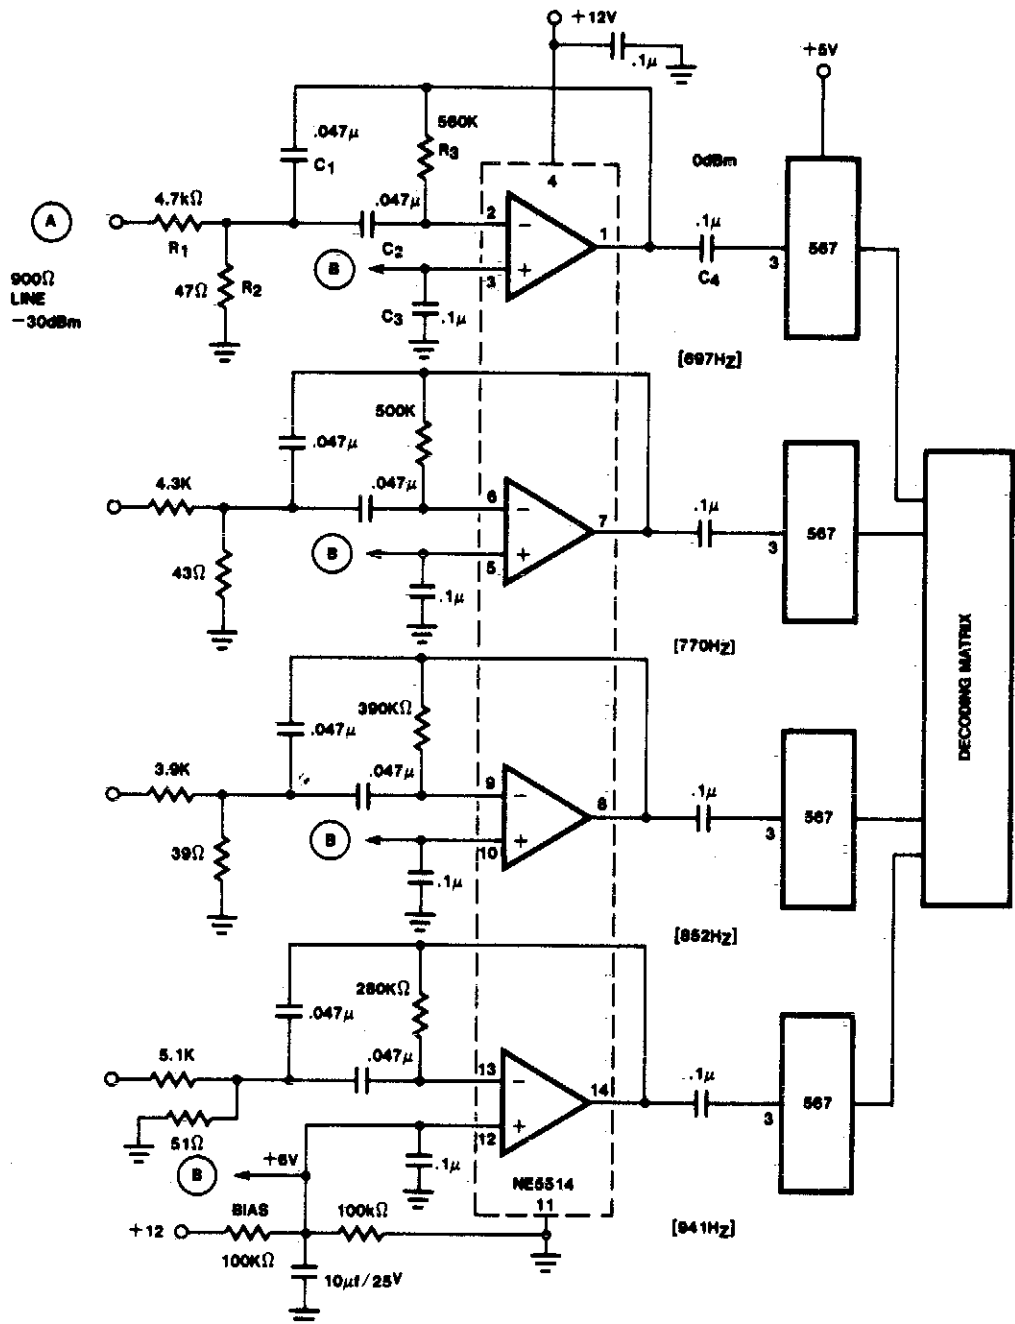 +12V
.1μ
+5V
.047μ
C1
560K
R3
4
0dBm
A
4.7kΩ
R1
.047μ
C2
2
−
1
.1μ
C4
3
567
900Ω
LINE
−30dBm
47Ω
R2
B
+
3
C3
.1μ
[697HZ]
500K
.047μ
4.3K
.047μ
6
−
7
.1μ
3
567
43Ω
B
+
5
.1μ
[770HZ]
DECODING MATRIX
390KΩ
.047μ
3.9K
.047μ
9
−
8
.1μ
3
567
39Ω
B
+
10
.1μ
[852HZ]
280KΩ
.047μ
5.1K
.047μ
13
−
14
.1μ
3
567
51Ω
+
12
.1μ
B
+6V
NE5514
11
+12
BIAS
100KΩ
100kΩ
10μf/25V
[941HZ]